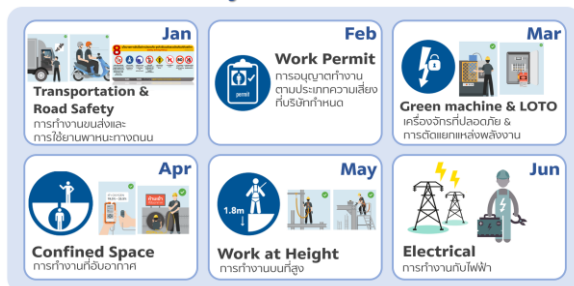 Jan
8
Transportation &
Road Safety
การทำงานขนส่งและ
การใช้ยานพาหนะทางถนน
Feb
Work Permit
การอนุญาตทำงาน
ตามประเภทความเสี่ยง
ที่บริษัทกำหนด
permit
Mar
Green machine & LOTO
เครื่องจักรที่ปลอดภัย &
การตัดแยกแหล่งพลังงาน
Apr
Confined Space
การทำงานที่อับอากาศ
May
1.8m
Work at Height
การทำงานบนที่สูง
Jun
Electrical
การทำงานกับไฟฟ้า